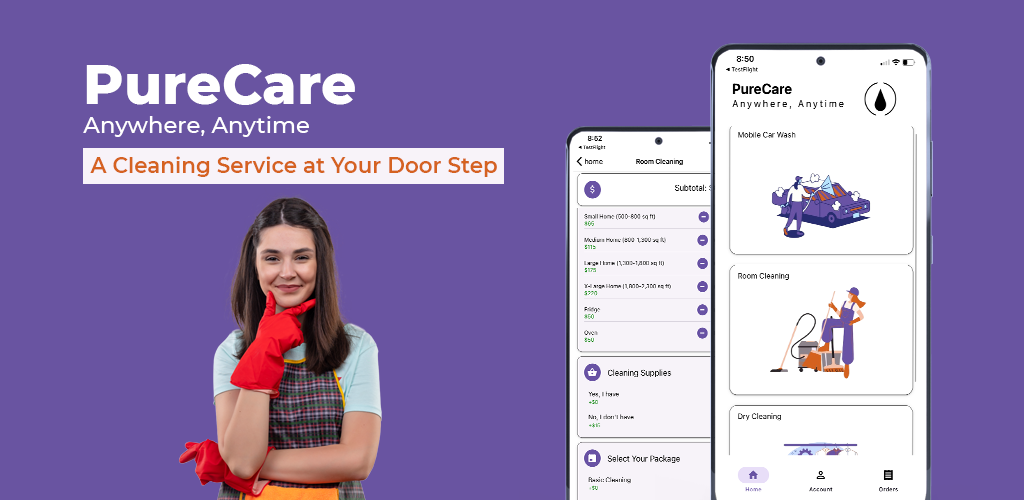 PureCare
Anywhere, Anytime
A Cleaning Service at Your Door Step
8:52
TestFlight
home
Room Cleaning
$
Subtotal:
Small Home (500-800 sq ft)
$65
Medium Home (800-1,300 sq ft)
$115
Large Home (1,300-1,800 sq ft)
$175
X-Large Home (1,800-2,300 sq ft)
$220
Fridge
$50
Oven
$50
Cleaning Supplies
Yes, I have
+$0
No, I don't have
+$15
Select Your Package
Basic Cleaning
+$0
8:50
TestFlight
PureCare
Anywhere, Anytime
Mobile Car Wash
Room Cleaning
Dry Cleaning
Home
Account
Orders